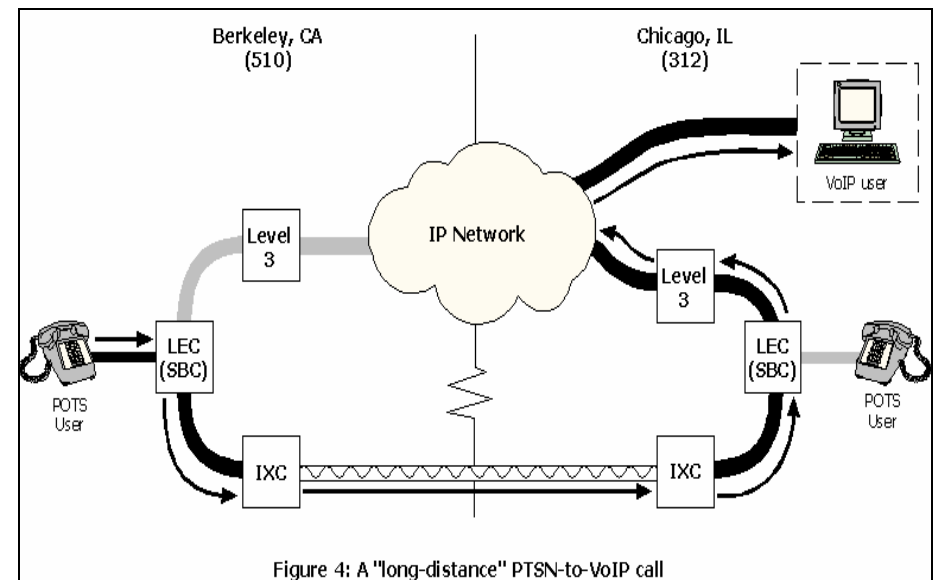 Berkeley, CA
(510)
Chicago, IL
(312)
VoIP user
IP Network
Level
3
Level
3
LEC
(SBC)
LEC
(SBC)
POTS
User
POTS
User
IXC
IXC
Figure 4: A "long-distance" PTSN-to-VoIP call